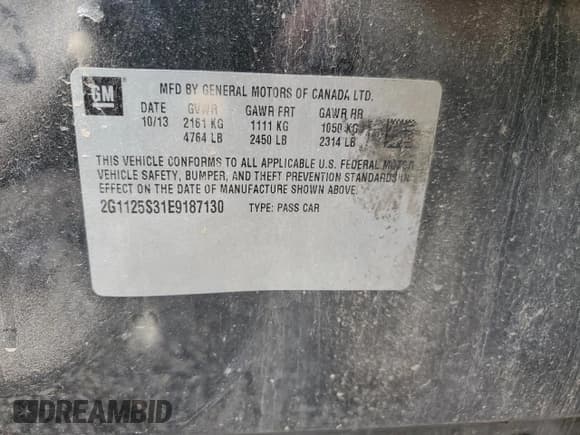 GM
MFD BY GENERAL MOTORS OF CANADA LTD.
DATE GVWR GAWR FRT GAWR RR
10/13 2161 KG 1111 KG 1050 KG
4764 LB 2450 LB 2314 LB
THIS VEHICLE CONFORMS TO ALL APPLICABLE U.S. FEDERAL MOTOR
VEHICLE SAFETY, BUMPER, AND THEFT PREVENTION STANDARDS IN
EFFECT ON THE DATE OF MANUFACTURE SHOWN ABOVE.
2G1125S31E9187130 TYPE: PASS CAR
DREAMBID